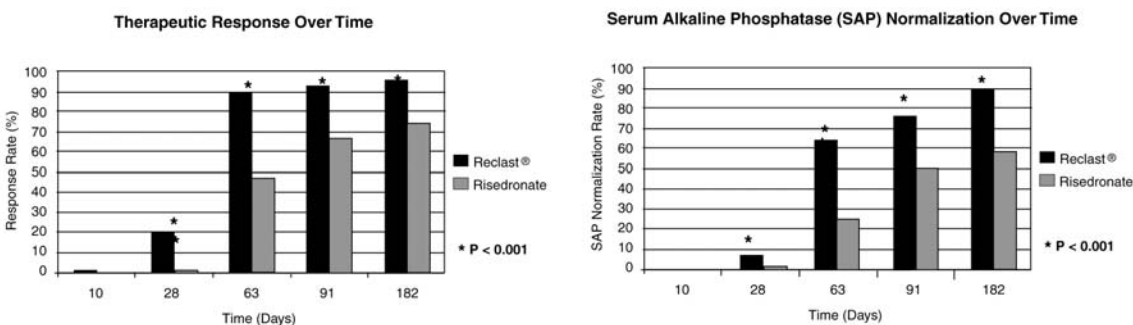 Therapeutic Response Over Time
Response Rate (%)
100
90
80
70
60
50
40
30
20
10
0
*
*
*
*
*
10 28 63 91 182
Time (Days)
Reclast®
Risedronate
* P < 0.001
Serum Alkaline Phosphatase (SAP) Normalization Over Time
SAP Normalization Rate (%)
100
90
80
70
60
50
40
30
20
10
0
*
*
*
*
10 28 63 91 182
Time (Days)
Reclast®
Risedronate
* P < 0.001